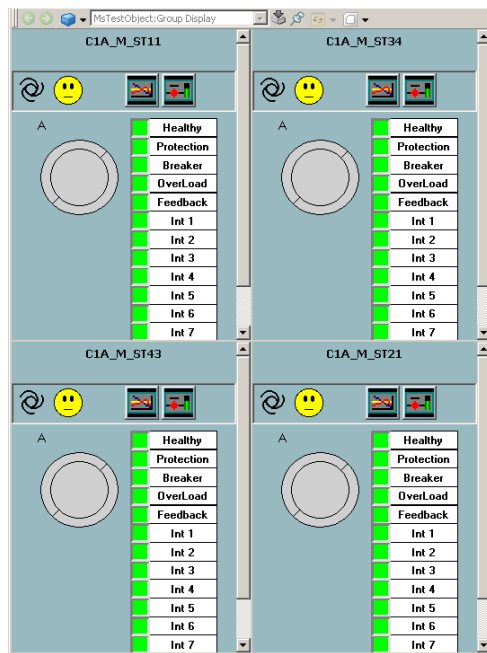 MsTestObject:Group Display
C1A_M_ST11
A
Healthy
Protection
Breaker
OverLoad
Feedback
Int 1
Int 2
Int 3
Int 4
Int 5
Int 6
Int 7
C1A_M_ST34
A
Healthy
Protection
Breaker
OverLoad
Feedback
Int 1
Int 2
Int 3
Int 4
Int 5
Int 6
Int 7
C1A_M_ST43
A
Healthy
Protection
Breaker
OverLoad
Feedback
Int 1
Int 2
Int 3
Int 4
Int 5
Int 6
Int 7
C1A_M_ST21
A
Healthy
Protection
Breaker
OverLoad
Feedback
Int 1
Int 2
Int 3
Int 4
Int 5
Int 6
Int 7